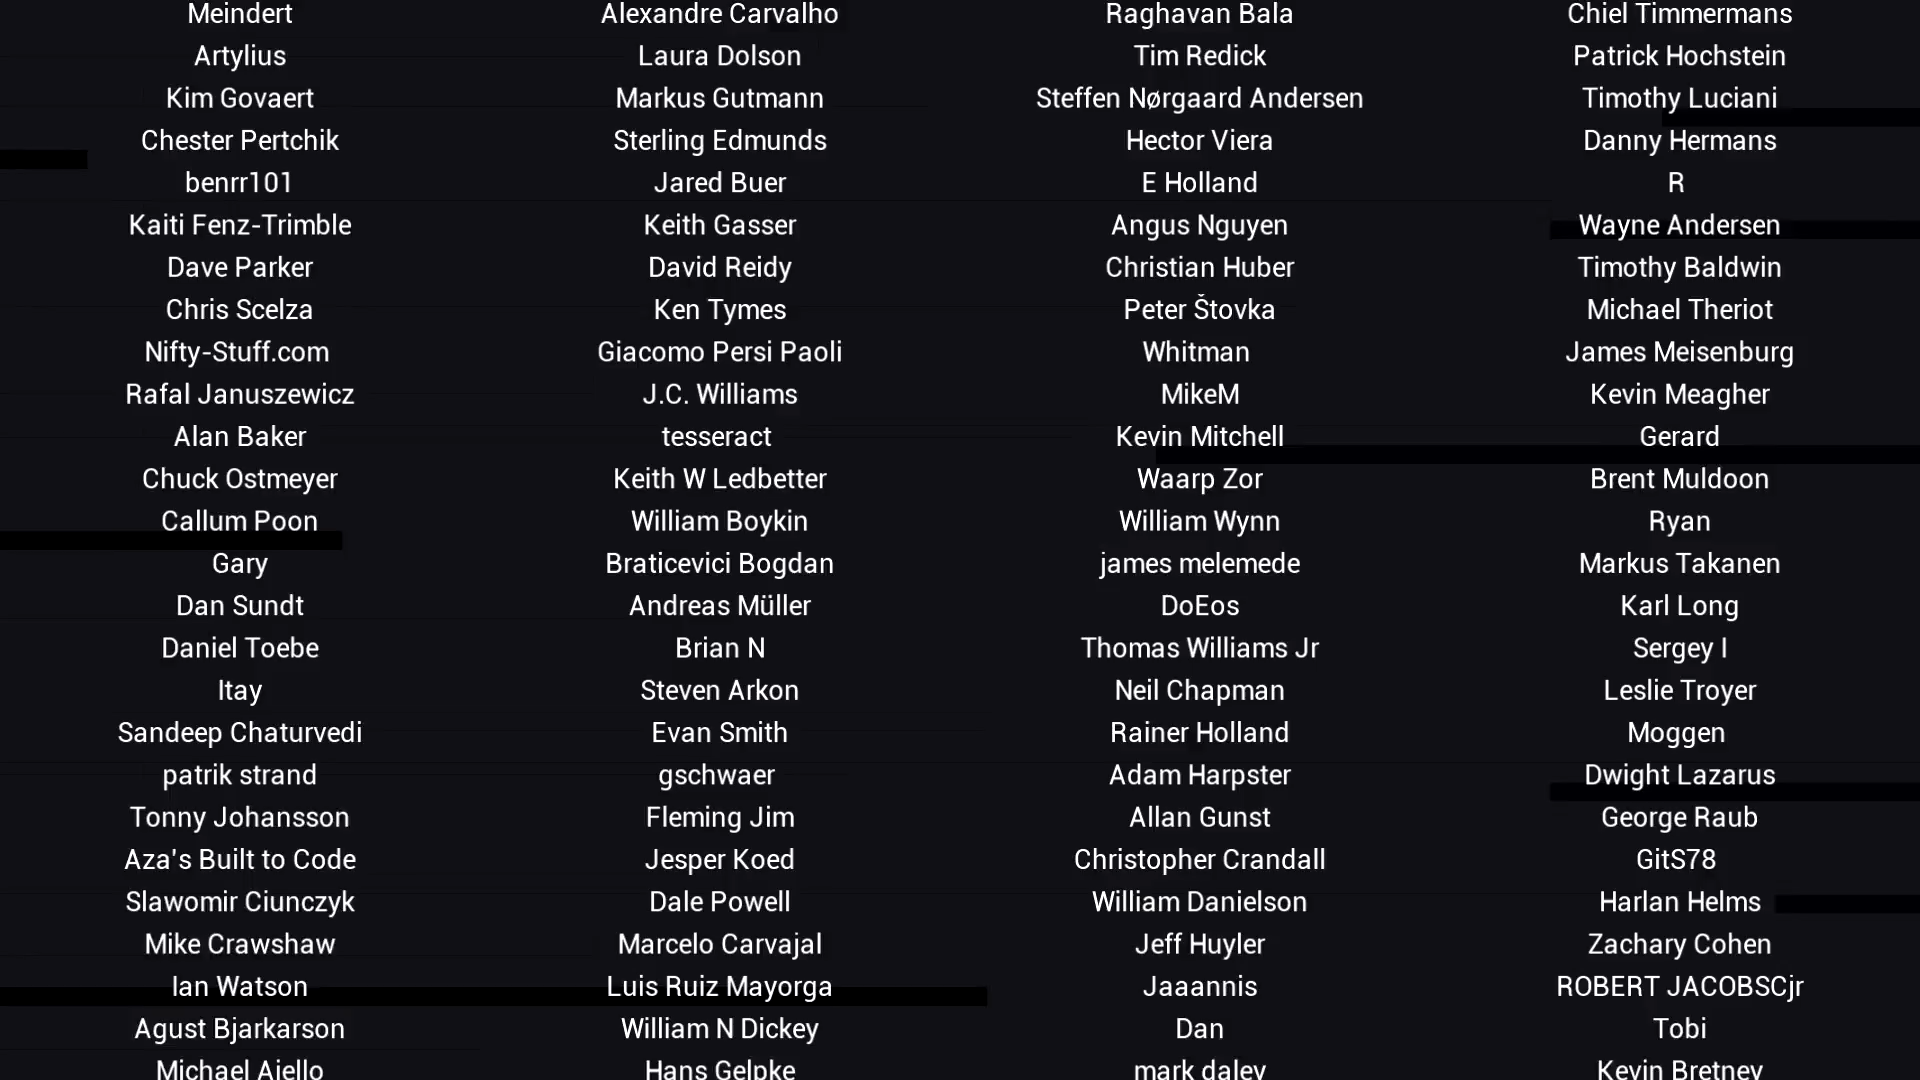 Meindert Alexandre Carvalho Raghavan Bala Chiel Timmermans
Artylius Laura Dolson Tim Redick Patrick Hochstein
Kim Govaert Markus Gutmann Steffen Nørgaard Andersen Timothy Luciani
Chester Pertchik Sterling Edmunds Hector Viera Danny Hermans
benrr101 Jared Buer E Holland R
Kaiti Fenz-Trimble Keith Gasser Angus Nguyen Wayne Andersen
Dave Parker David Reidy Christian Huber Timothy Baldwin
Chris Scelza Ken Tymes Peter Štovka Michael Theriot
Nifty-Stuff.com Giacomo Persi Paoli Whitman James Meisenburg
Rafal Januszewicz J.C. Williams MikeM Kevin Meagher
Alan Baker tesseract Kevin Mitchell Gerard
Chuck Ostmeyer Keith W Ledbetter Waarp Zor Brent Muldoon
Callum Poon William Boykin William Wynn Ryan
Gary Braticevici Bogdan james melemede Markus Takanen
Dan Sundt Andreas Müller DoEos Karl Long
Daniel Toebe Brian N Thomas Williams Jr Sergey I
Itay Steven Arkon Neil Chapman Leslie Troyer
Sandeep Chaturvedi Evan Smith Rainer Holland Moggen
patrik strand gschwaer Adam Harpster Dwight Lazarus
Tonny Johansson Fleming Jim Allan Gunst George Raub
Aza's Built to Code Jesper Koed Christopher Crandall GitS78
Slawomir Ciunczyk Dale Powell William Danielson Harlan Helms
Mike Crawshaw Marcelo Carvajal Jeff Huyler Zachary Cohen
Ian Watson Luis Ruiz Mayorga Jaaannis ROBERT JACOBSCjr
Agust Bjarkarson William N Dickey Dan Tobi
Michael Aiello Hans Gelpke mark daley Kevin Bretney